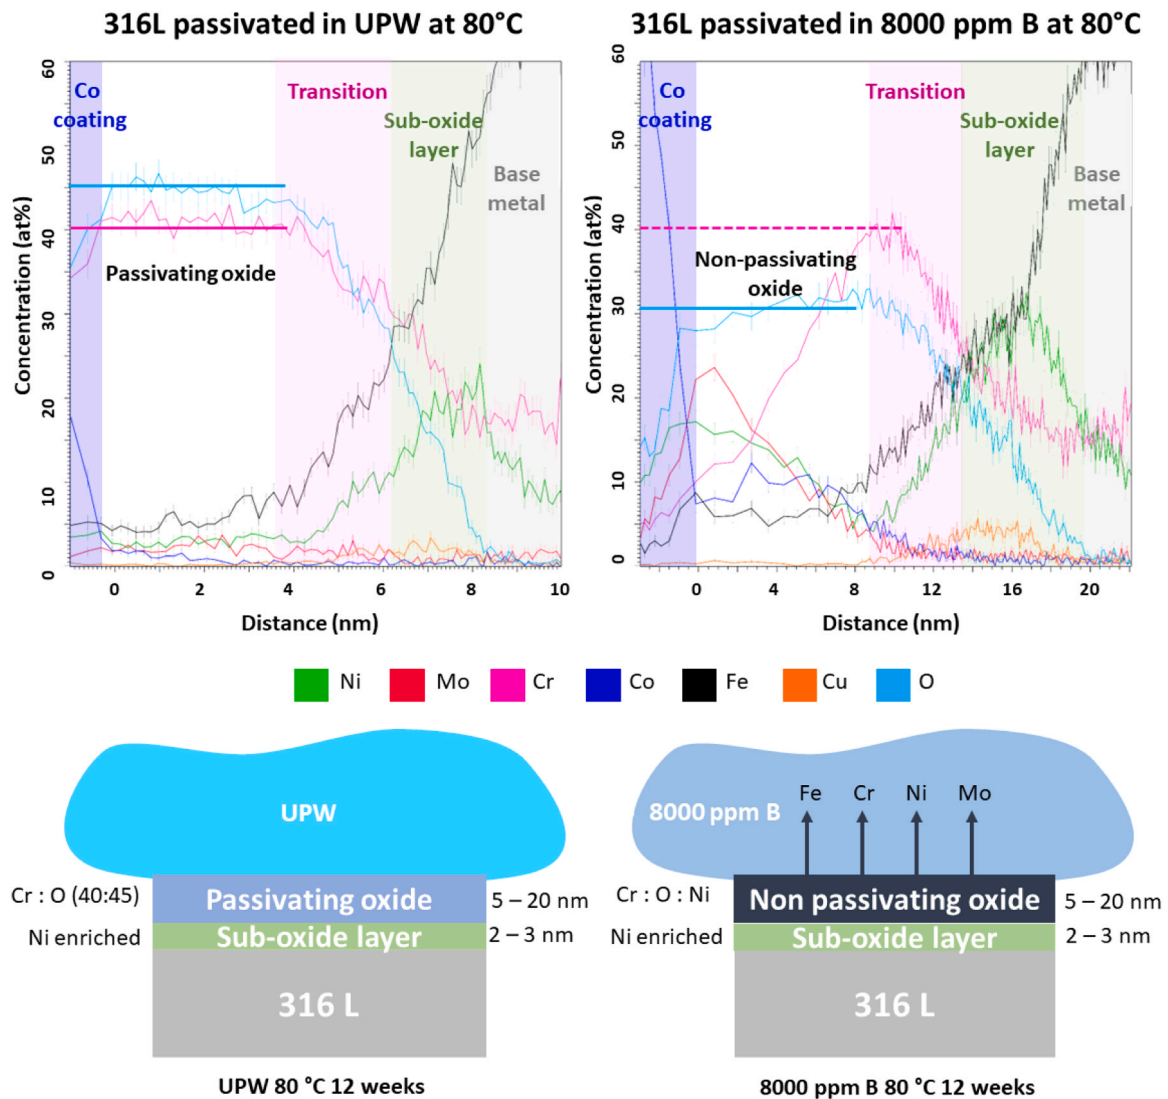 316L passivated in UPW at 80°C
316L passivated in 8000 ppm B at 80°C
Concentration (at%)
60
50
40
30
20
10
0
Co
coating
Transition
Sub-oxide
layer
Base
metal
Passivating oxide
0 2 4 6 8 10
Distance (nm)
Concentration (at%)
60
50
40
30
20
10
0
Co
coating
Transition
Sub-oxide
layer
Base
metal
Non-passivating
oxide
0 4 8 12 16 20
Distance (nm)
Ni Mo Cr Co Fe Cu O
UPW
Cr : O (40:45)
Passivating oxide
5 – 20 nm
Ni enriched
Sub-oxide layer
2 – 3 nm
316 L
UPW 80 °C 12 weeks
Fe Cr Ni Mo
8000 ppm B
Cr : O : Ni
Non passivating oxide
5 – 20 nm
Ni enriched
Sub-oxide layer
2 – 3 nm
316 L
8000 ppm B 80 °C 12 weeks